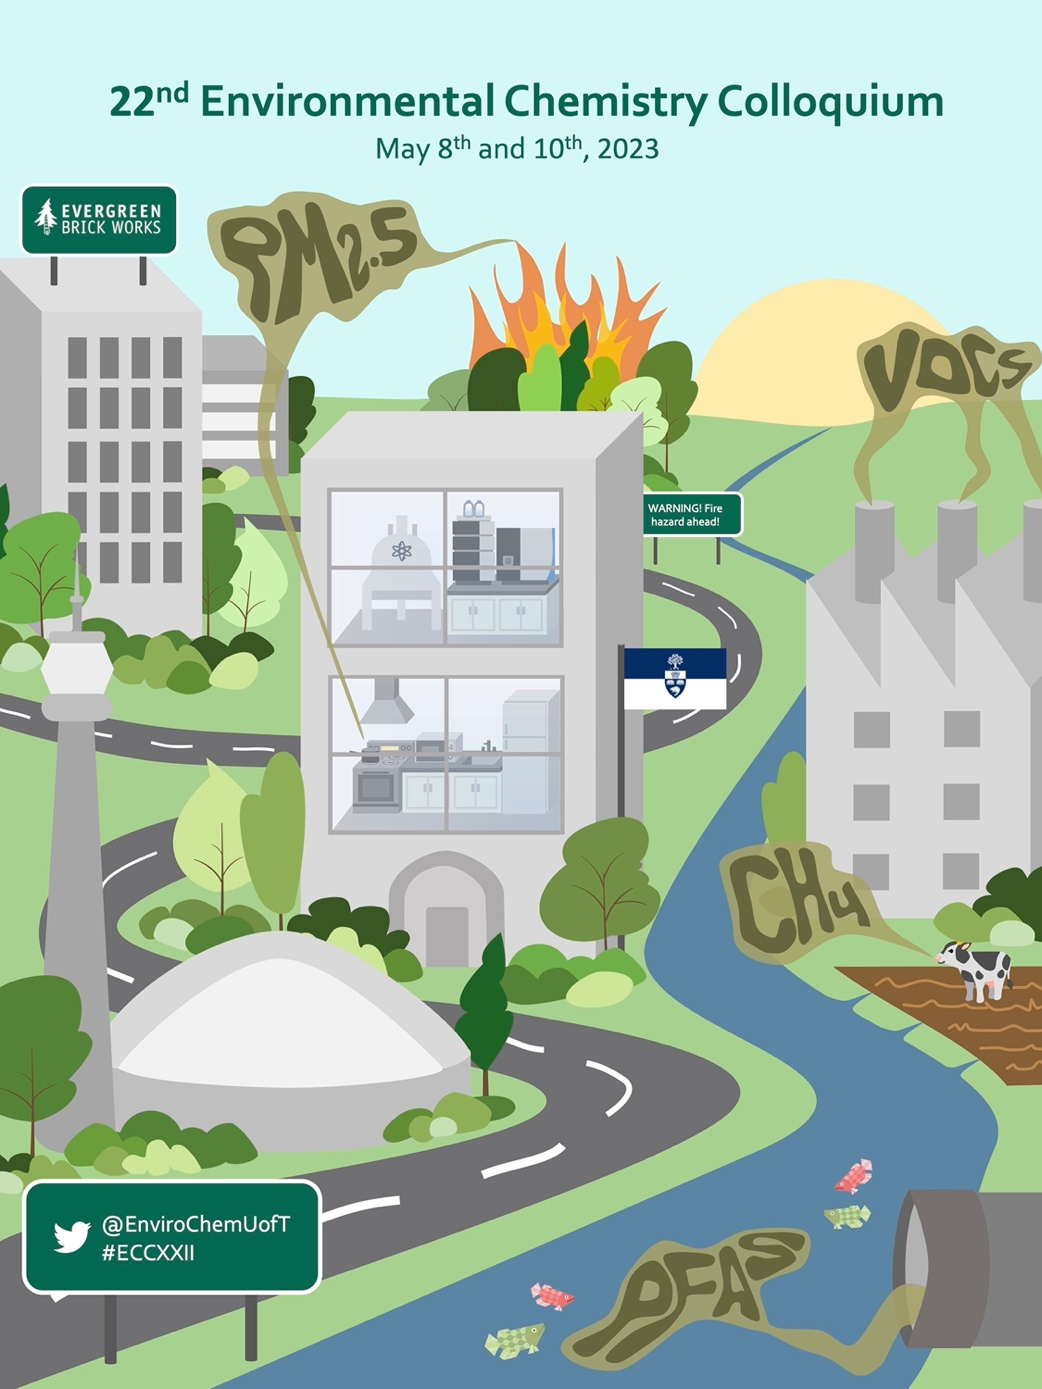 22nd Environmental Chemistry Colloquium
May 8th and 10th, 2023
EVERGREEN
BRICK WORKS
PM2.5
VOCs
WARNING! Fire
hazard ahead!
CH4
@EnviroChemUofT
#ECCXXII
PFAS